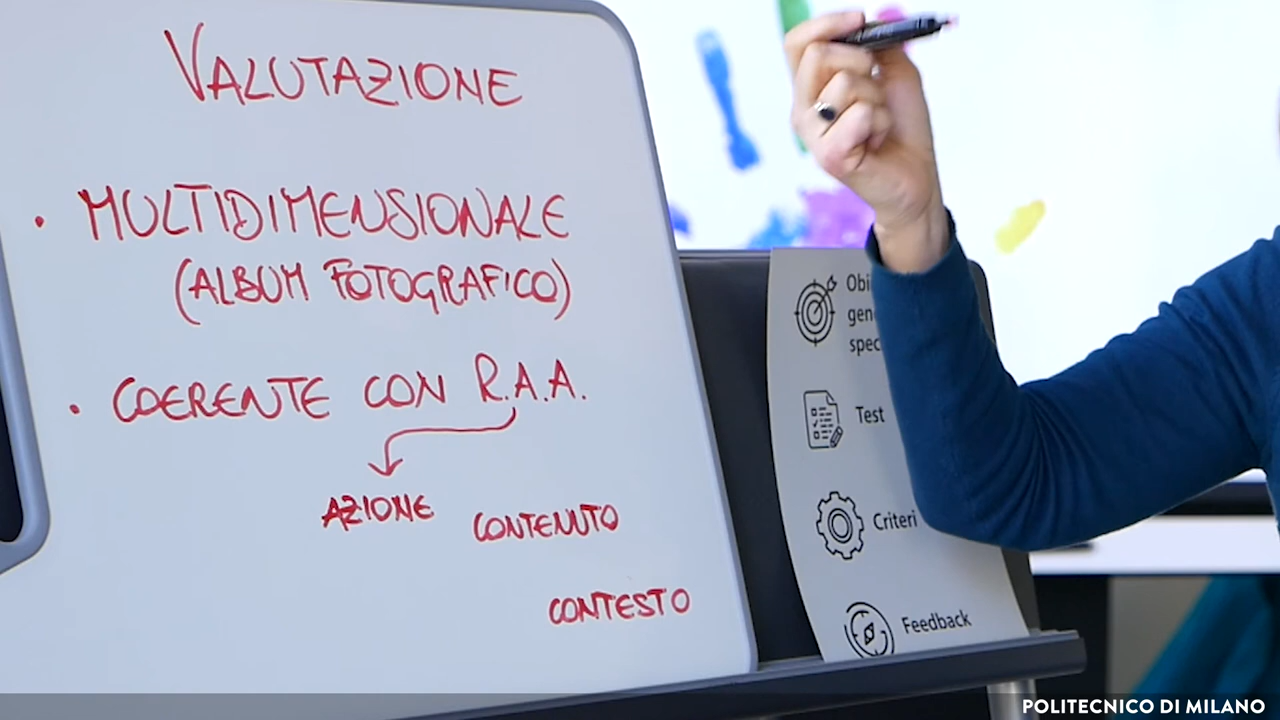 VALUTAZIONE
• MULTIDIMENSIONALE
(ALBUM FOTOGRAFICO)
• COERENTE CON R.A.A.
AZIONE
CONTENUTO
CONTESTO
Test
Criteri
Feedback
POLITECNICO DI MILANO